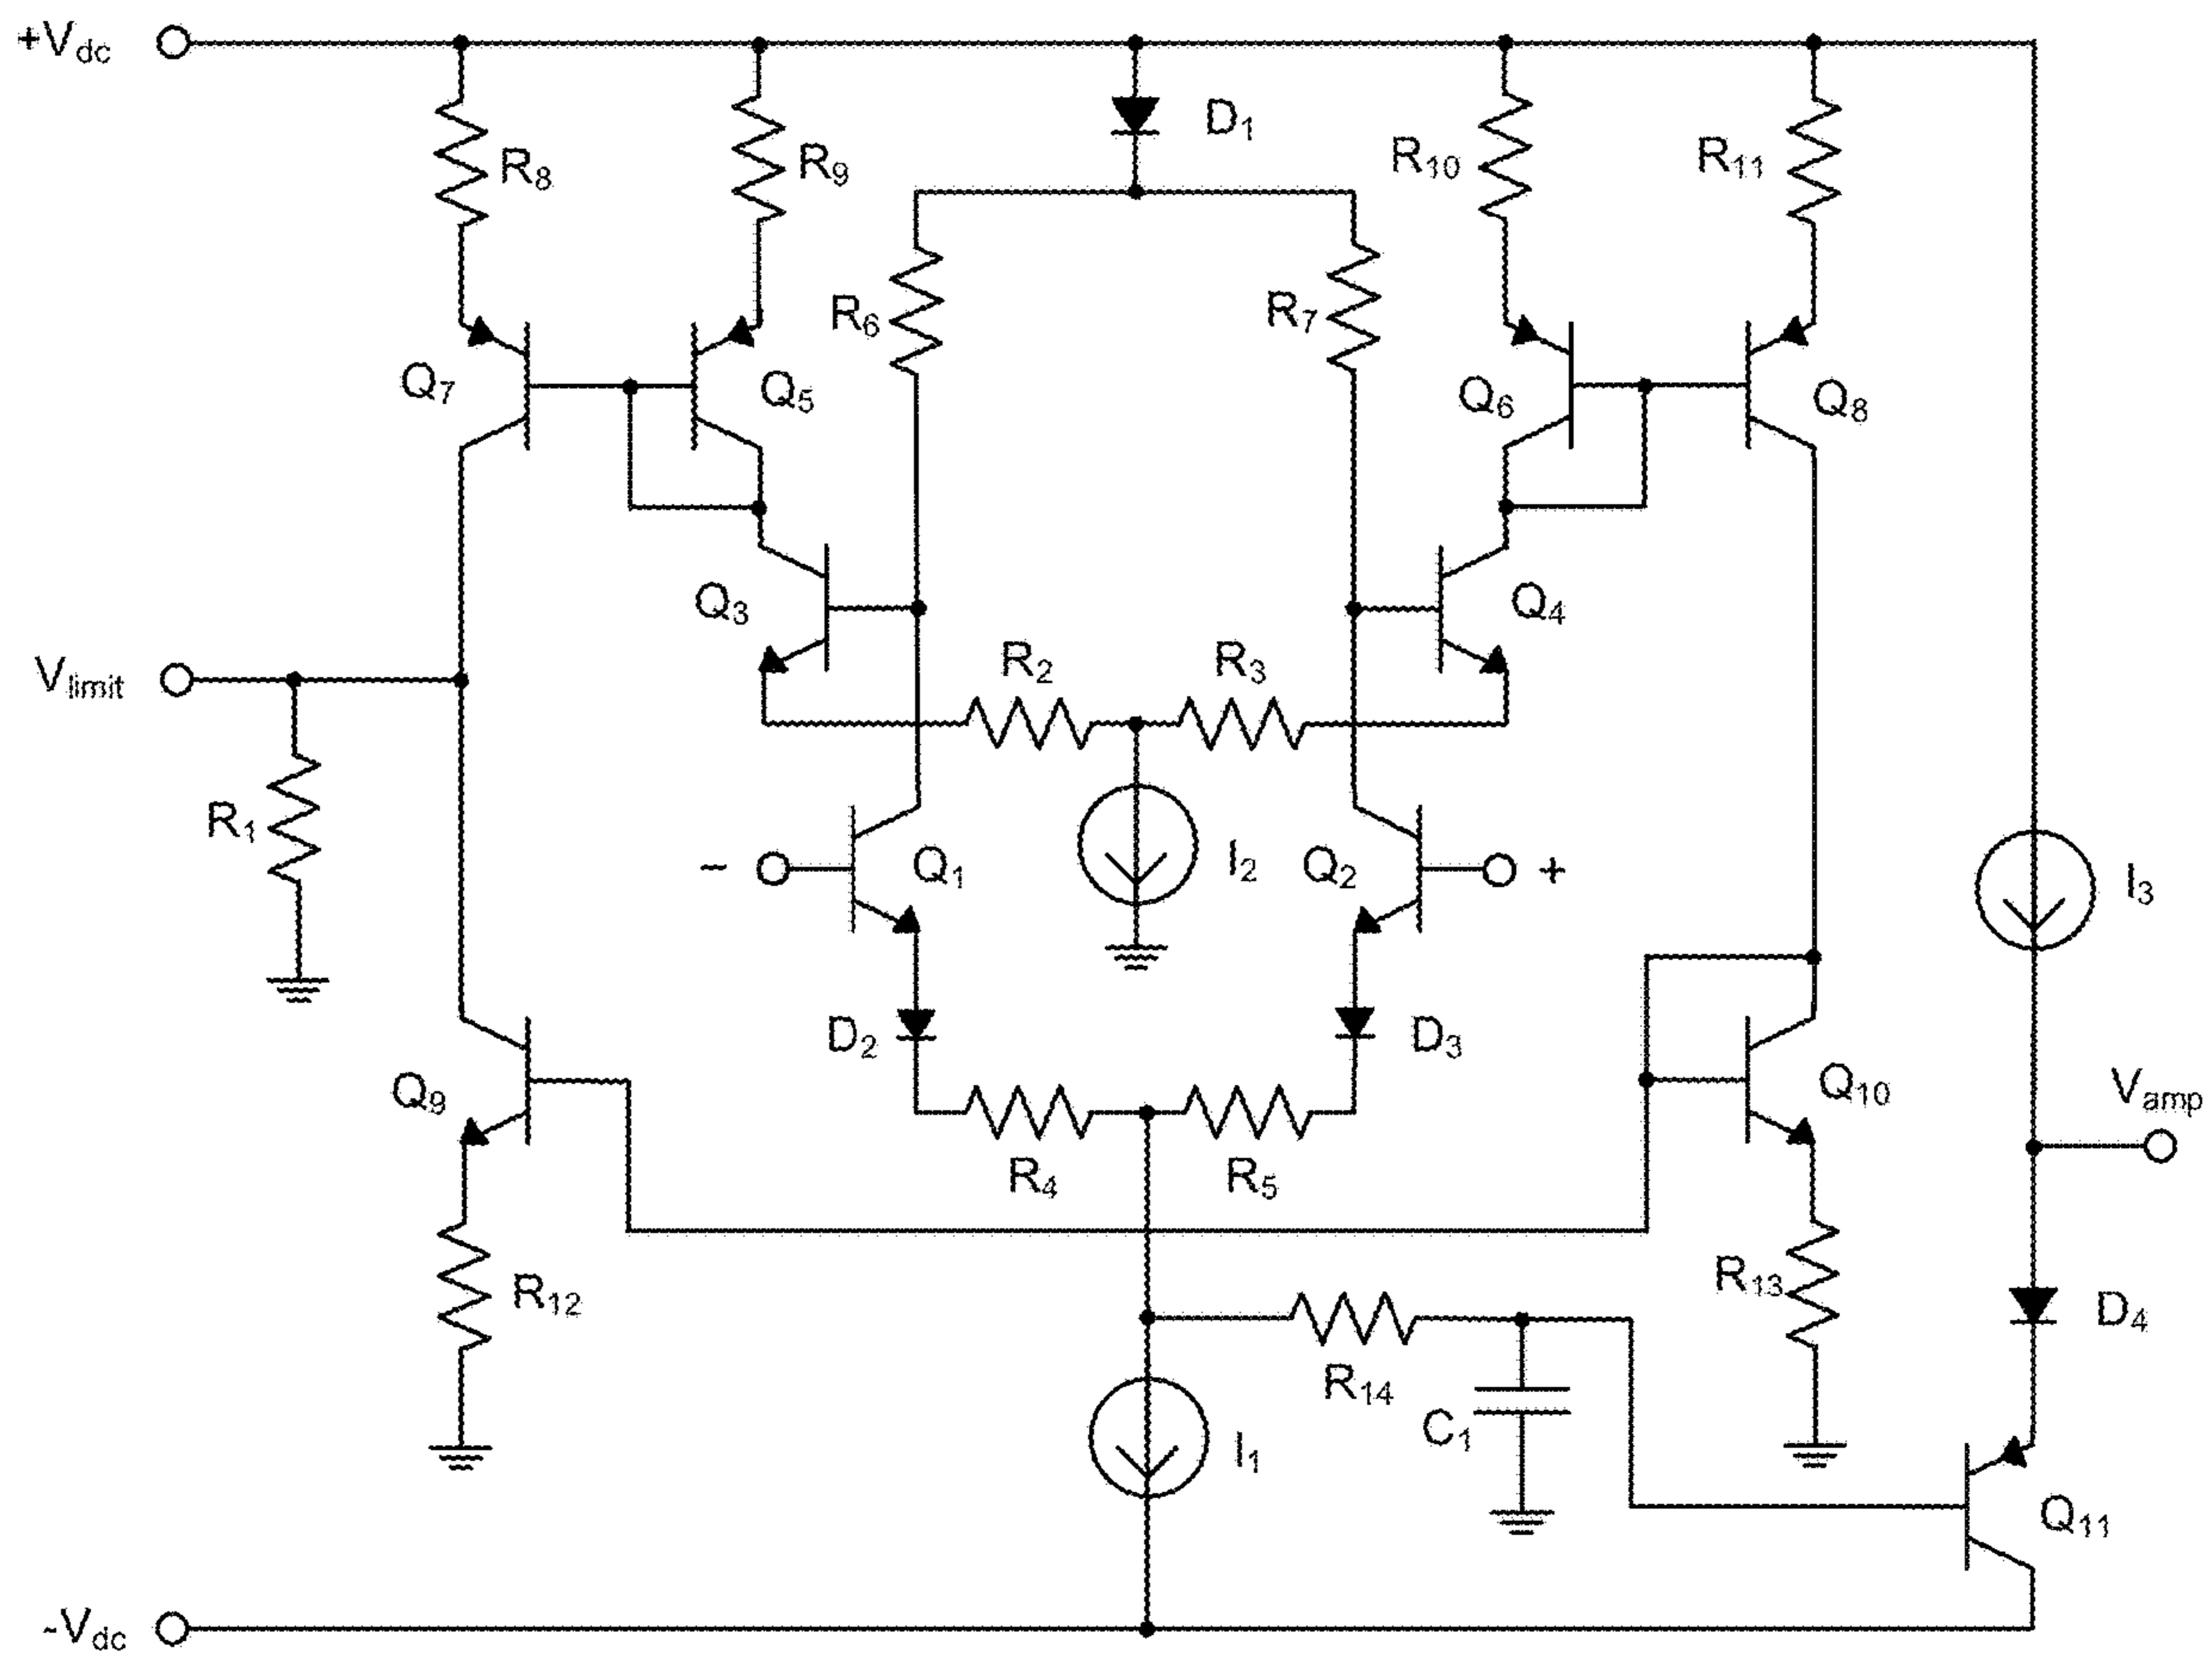 +Vdc
D1
R8
R9
R10
R11
R6
R7
Q7
Q5
Q6
Q8
Q3
Q4
R2
R3
Vlimit
R1
−
Q1
I2
Q2
+
I3
D2
D3
Q9
Q10
Vamp
R4
R5
R12
R13
D4
R14
C1
I1
Q11
-Vdc